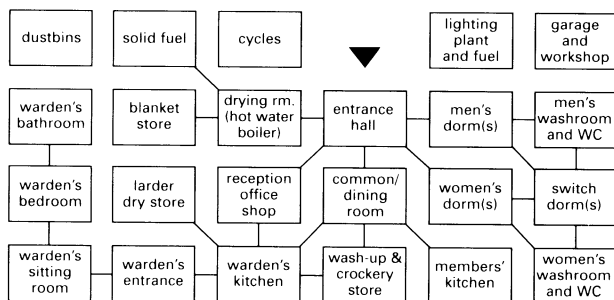 dustbins
solid fuel
cycles
lighting
plant
and fuel
garage
and
workshop
warden's
bathroom
blanket
store
drying rm.
(hot water
boiler)
entrance
hall
men's
dorm(s)
men's
washroom
and WC
warden's
bedroom
larder
dry store
reception
office
shop
common/
dining
room
women's
dorm(s)
switch
dorm(s)
warden's
sitting
room
warden's
entrance
warden's
kitchen
wash-up &
crockery
store
members'
kitchen
women's
washroom
and WC